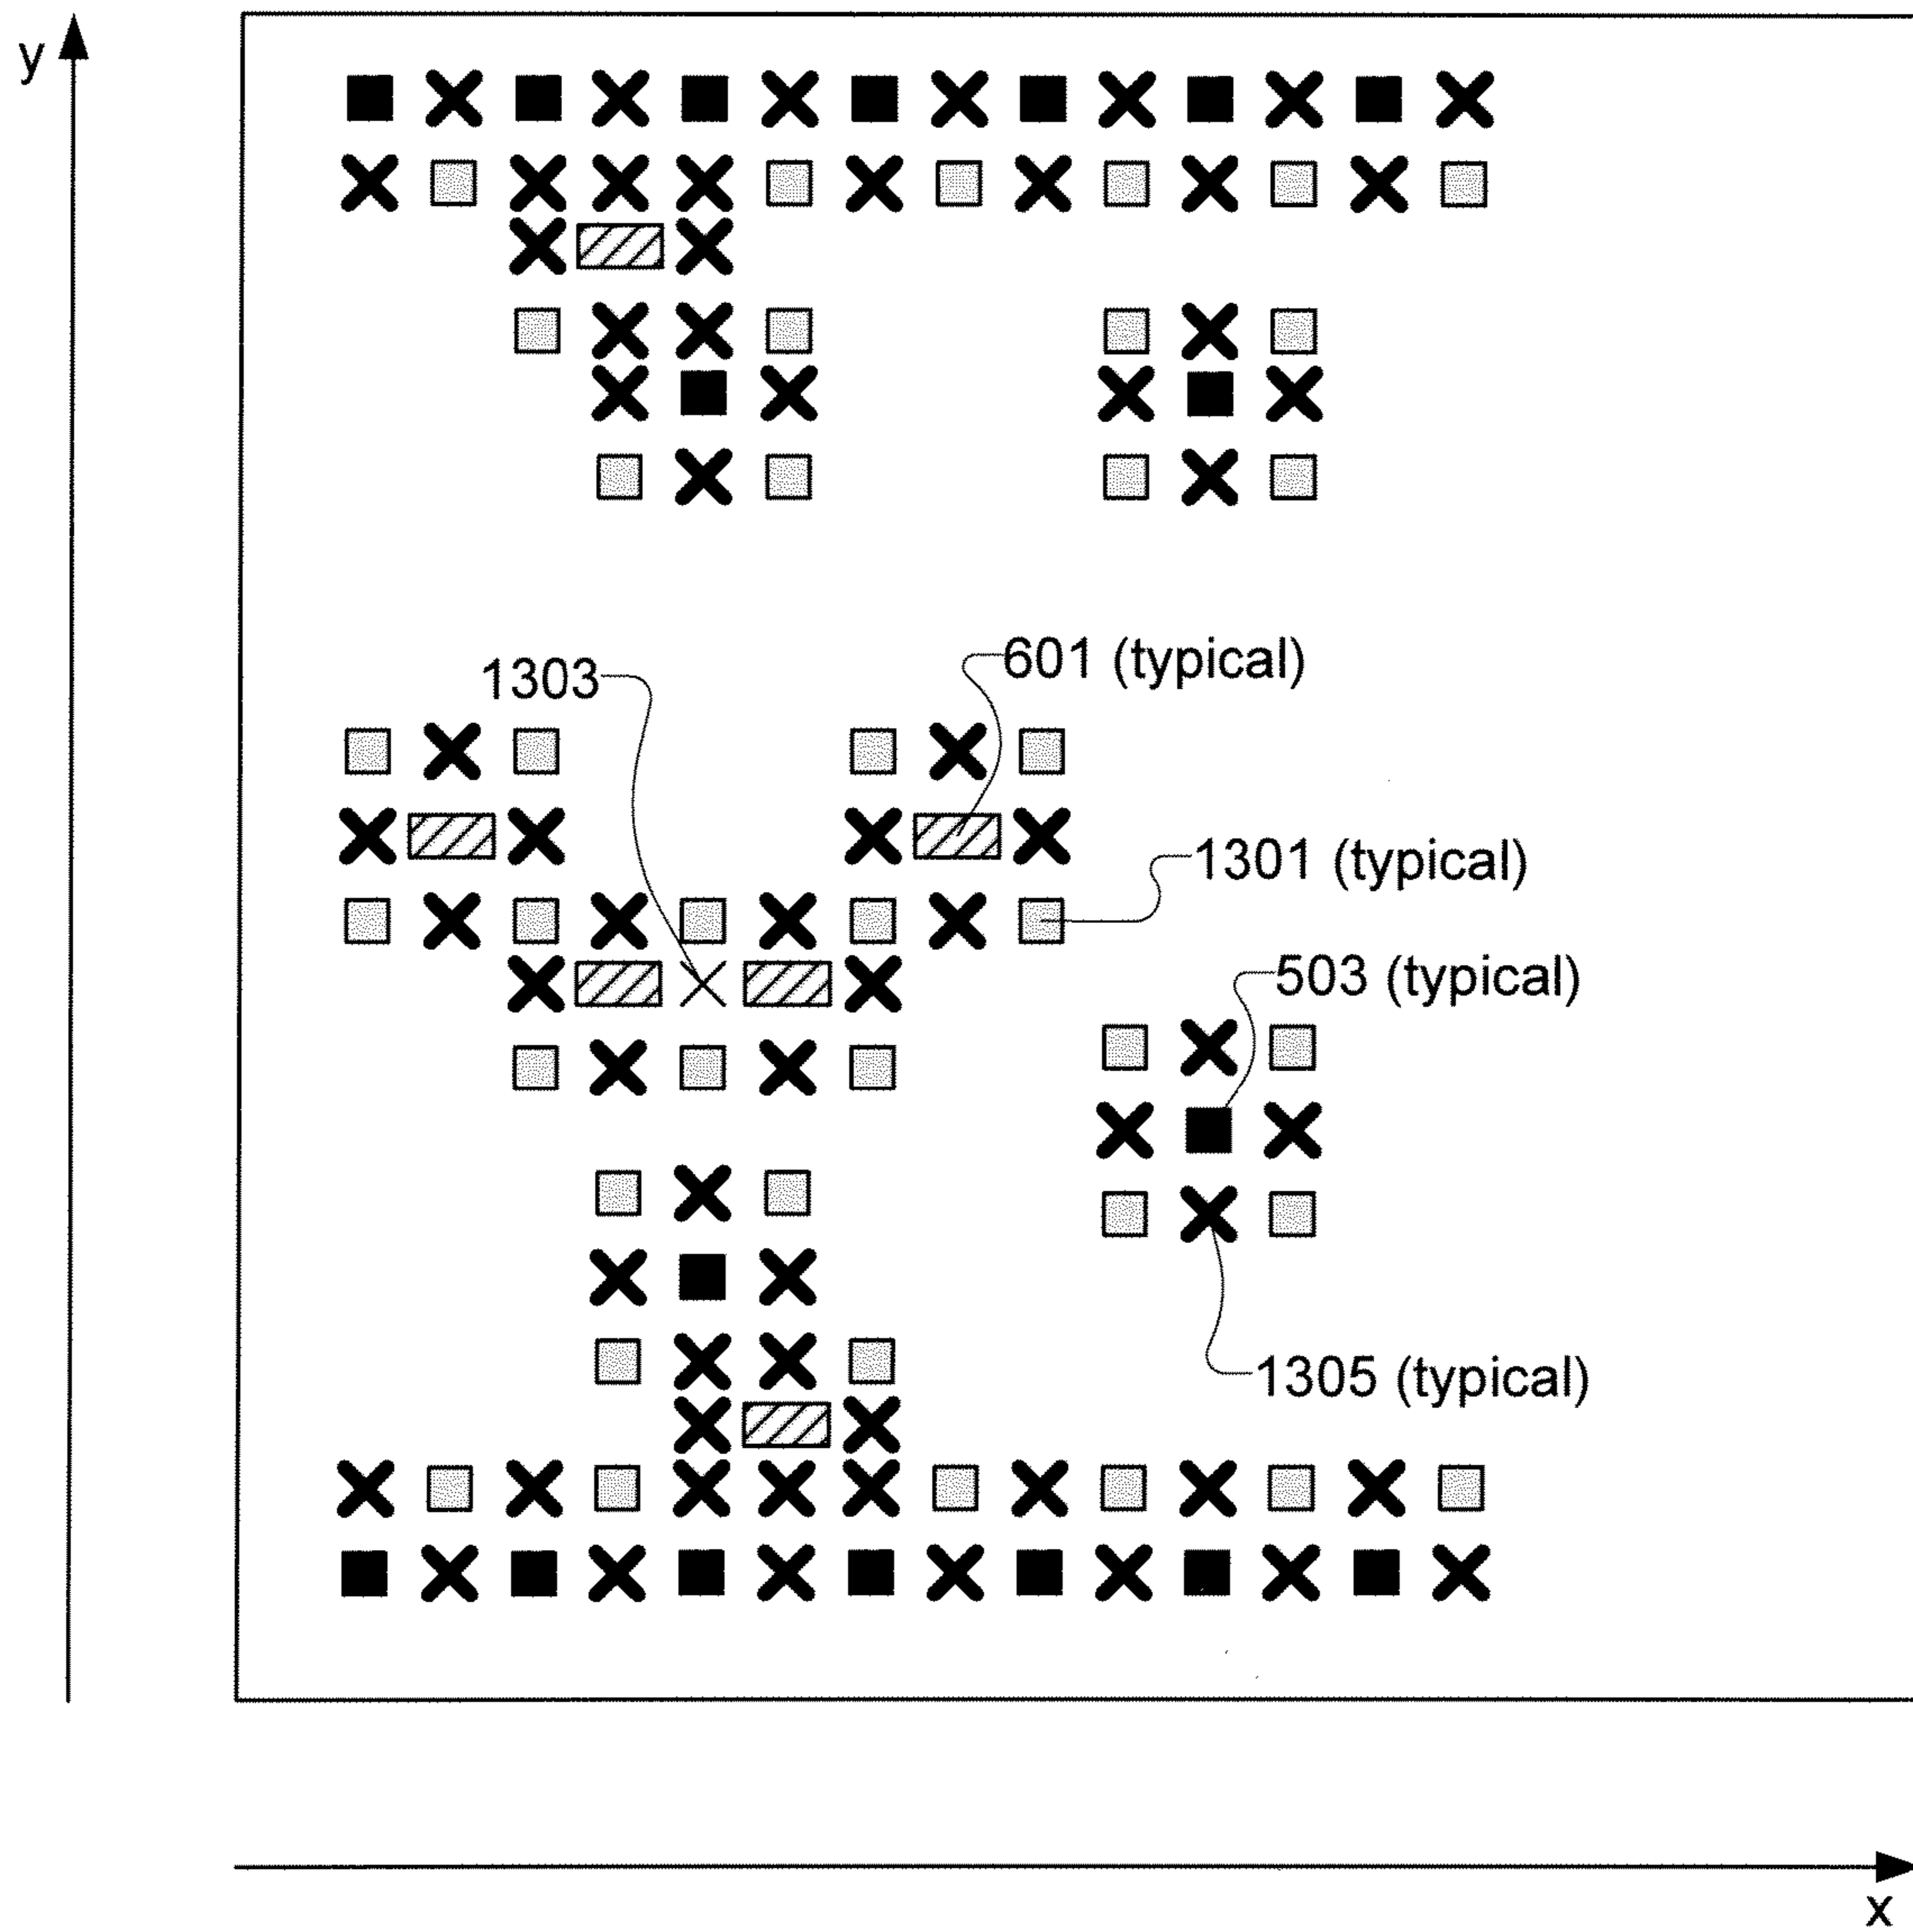 y
601 (typical)
1303
1301 (typical)
503 (typical)
1305 (typical)
x